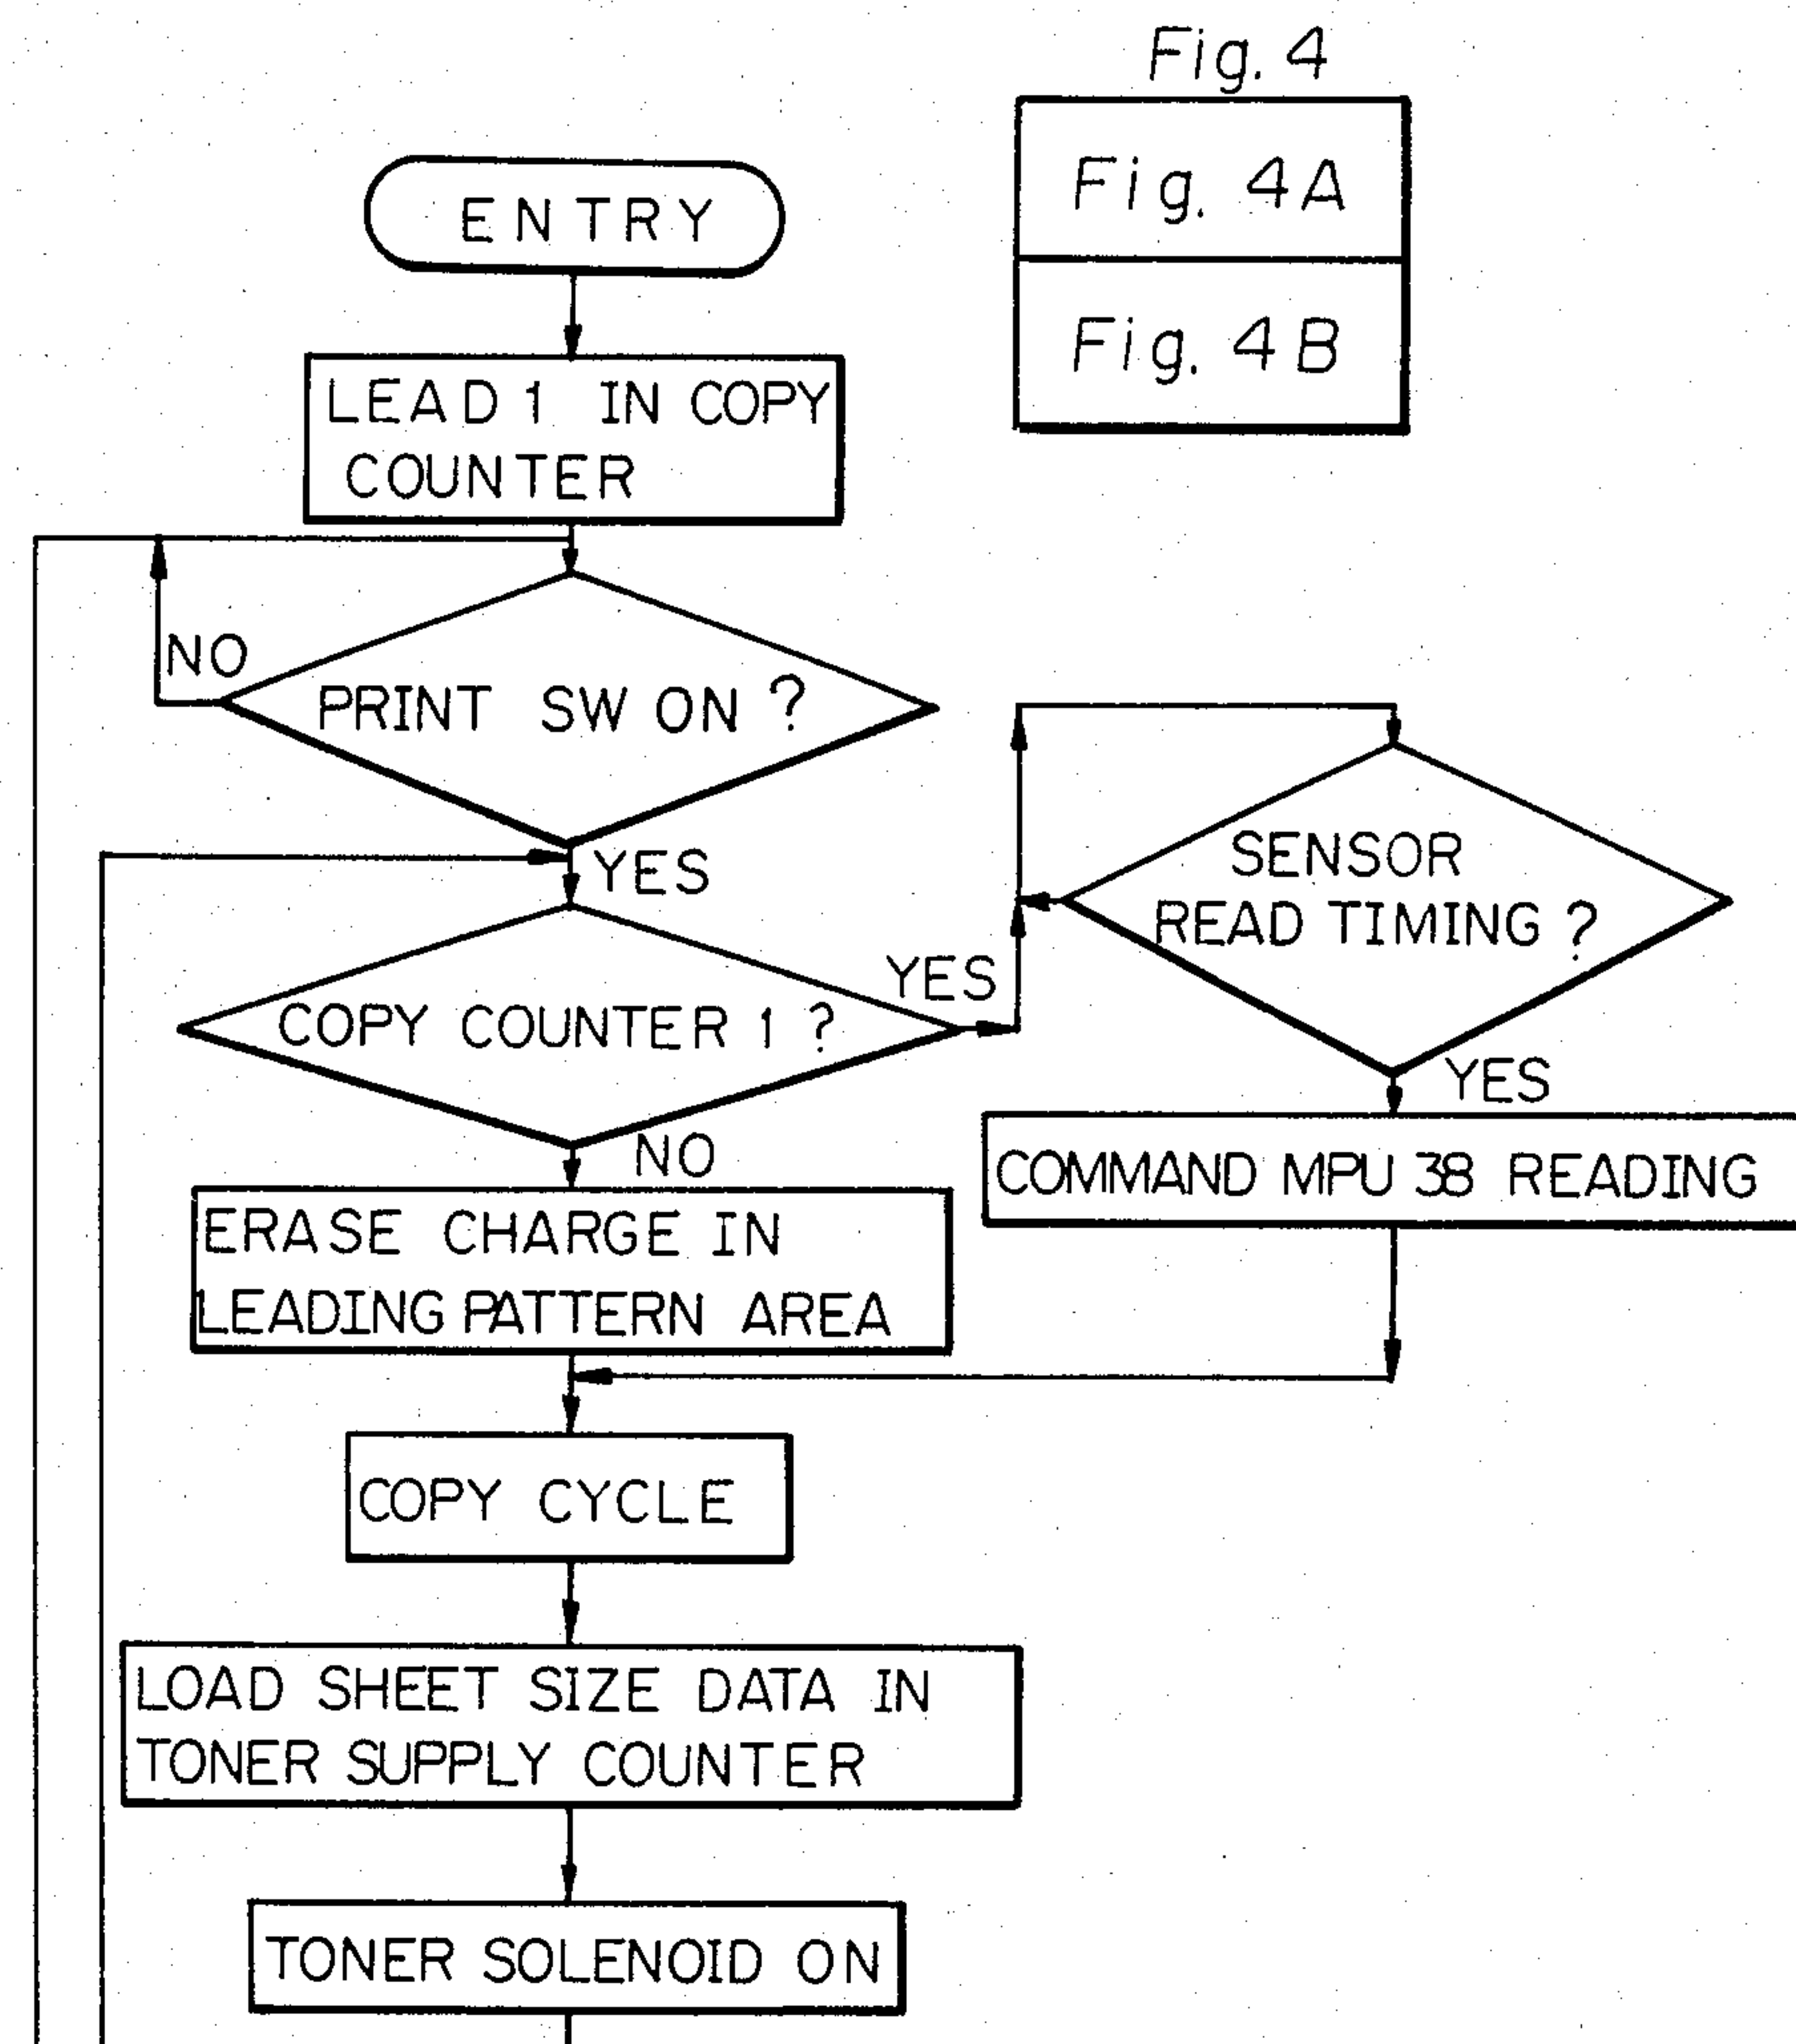 Fig. 4
Fig. 4A
Fig. 4B
ENTRY
LEAD 1 IN COPY
COUNTER
NO
PRINT SW ON ?
YES
SENSOR
READ TIMING ?
YES
COPY COUNTER 1 ?
YES
NO
COMMAND MPU 38 READING
ERASE CHARGE IN
LEADING PATTERN AREA
COPY CYCLE
LOAD SHEET SIZE DATA IN
TONER SUPPLY COUNTER
TONER SOLENOID ON